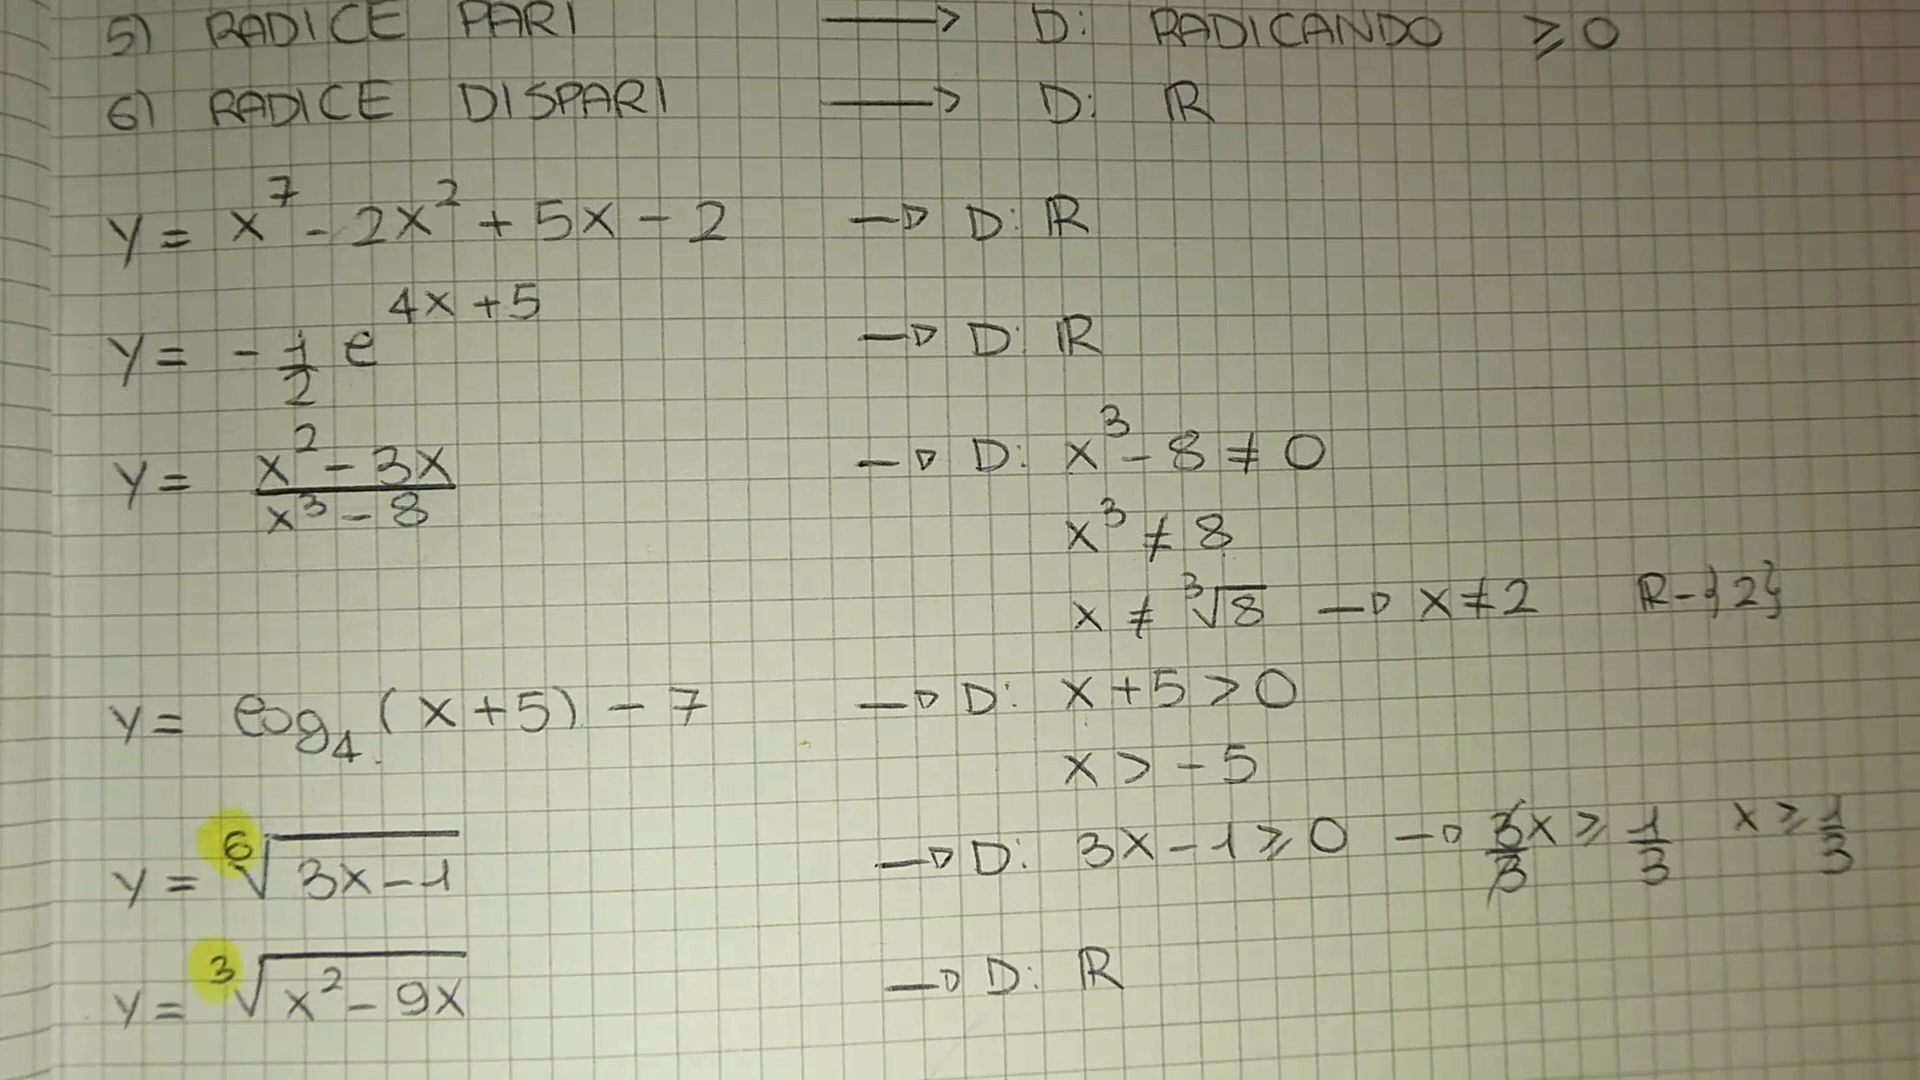 5) RADICE PARI ⟶ D: RADICANDO ≥ 0
6) RADICE DISPARI ⟶ D: ℝ
y = x⁷ - 2x² + 5x - 2 → D: ℝ
y = - 1/2 e^(4x+5) → D: ℝ
y = (x² - 3x)/(x³ - 8) → D: x³ - 8 ≠ 0
x³ ≠ 8
x ≠ ∛8 → x ≠ 2 R-{2}
y = log₄(x+5) - 7 → D: x+5 > 0
x > -5
y = ⁶√(3x-1) → D: 3x-1 ≥ 0 → 3/3 x ≥ 1/3 x ≥ 1/3
y = ³√(x² - 9x) → D: ℝ